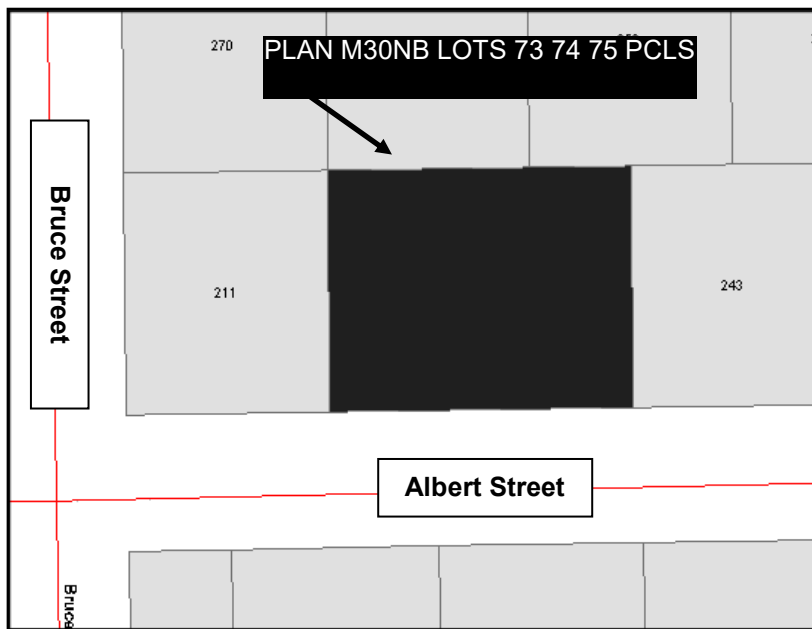 270
PLAN M30NB LOTS 73 74 75 PCLS
Bruce Street
211
243
Albert Street
Bruce